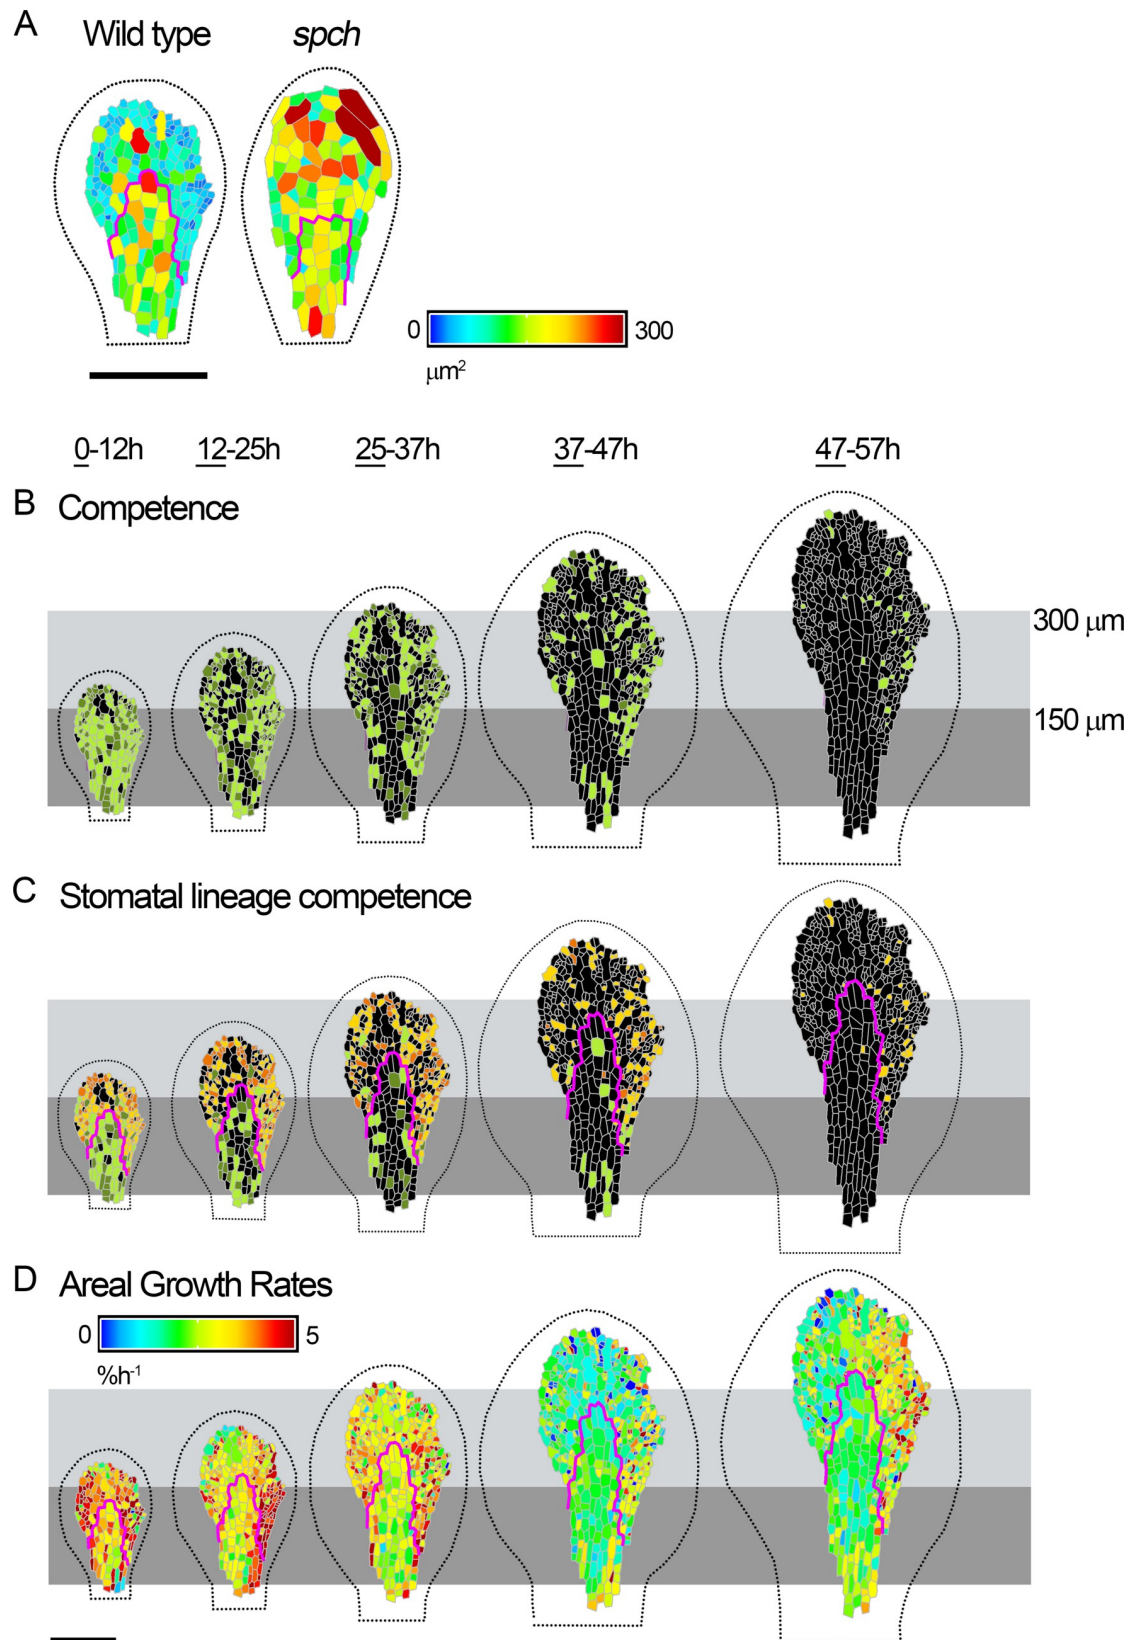 A
Wild type
spch
0
300
μm²
0-12h
12-25h
25-37h
37-47h
47-57h
B
Competence
300 μm
150 μm
C
Stomatal lineage competence
D
Areal Growth Rates
0
5
%h⁻¹